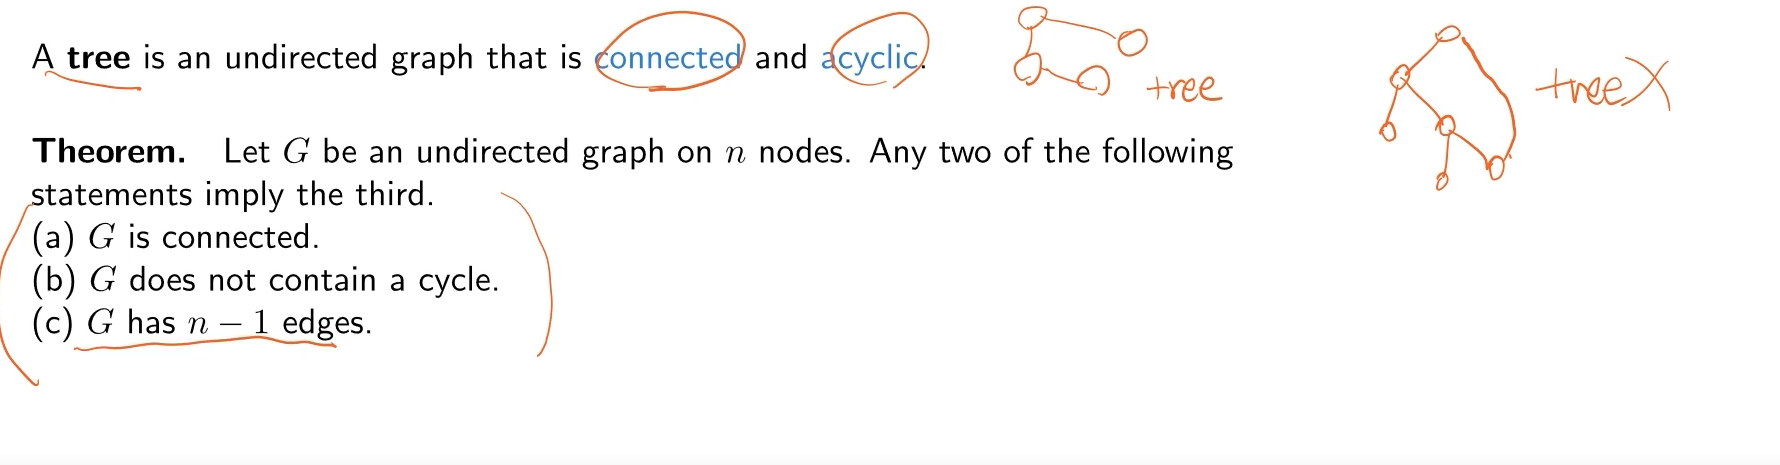 A tree is an undirected graph that is connected and acyclic.
tree
tree X
Theorem. Let G be an undirected graph on n nodes. Any two of the following
statements imply the third.
(a) G is connected.
(b) G does not contain a cycle.
(c) G has n − 1 edges.